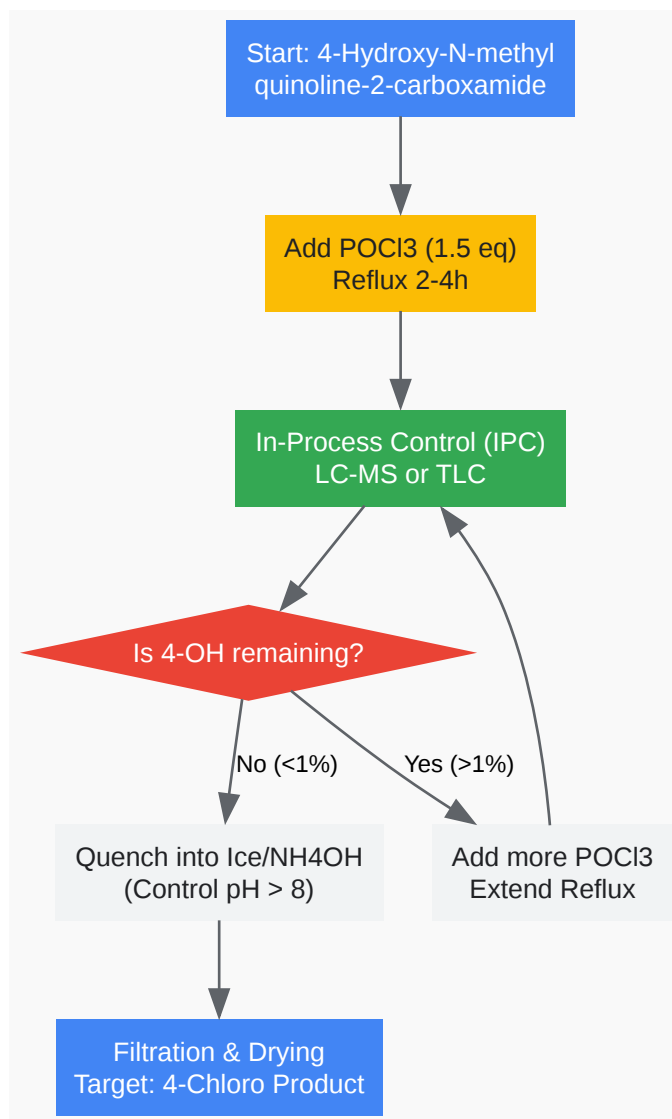 Start: 4-Hydroxy-N-methyl
quinoline-2-carboxamide
Add POCl3 (1.5 eq)
Reflux 2-4h
In-Process Control (IPC)
LC-MS or TLC
Is 4-OH remaining?
No (<1%)
Yes (>1%)
Quench into Ice/NH4OH
(Control pH > 8)
Add more POCl3
Extend Reflux
Filtration & Drying
Target: 4-Chloro Product